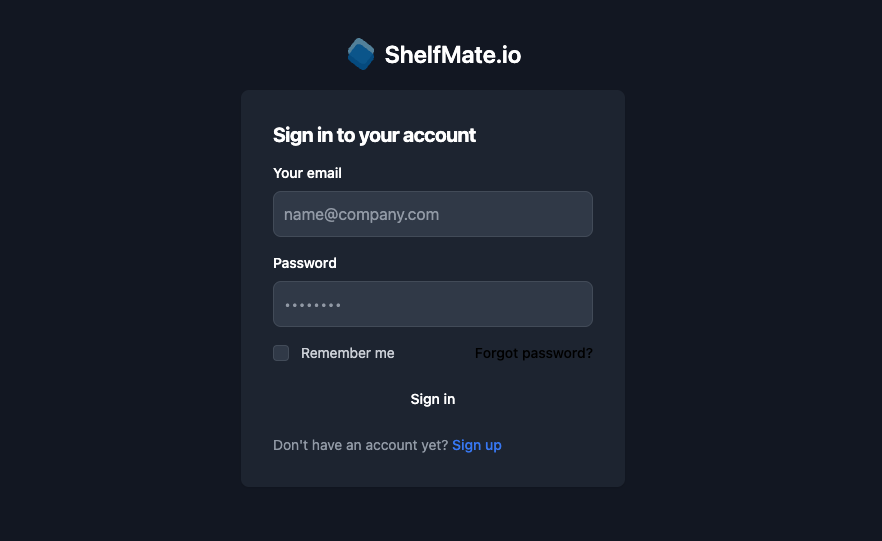 ShelfMate.io
Sign in to your account
Your email
name@company.com
Password
••••••••
Remember me Forgot password?
Sign in
Don't have an account yet? Sign up